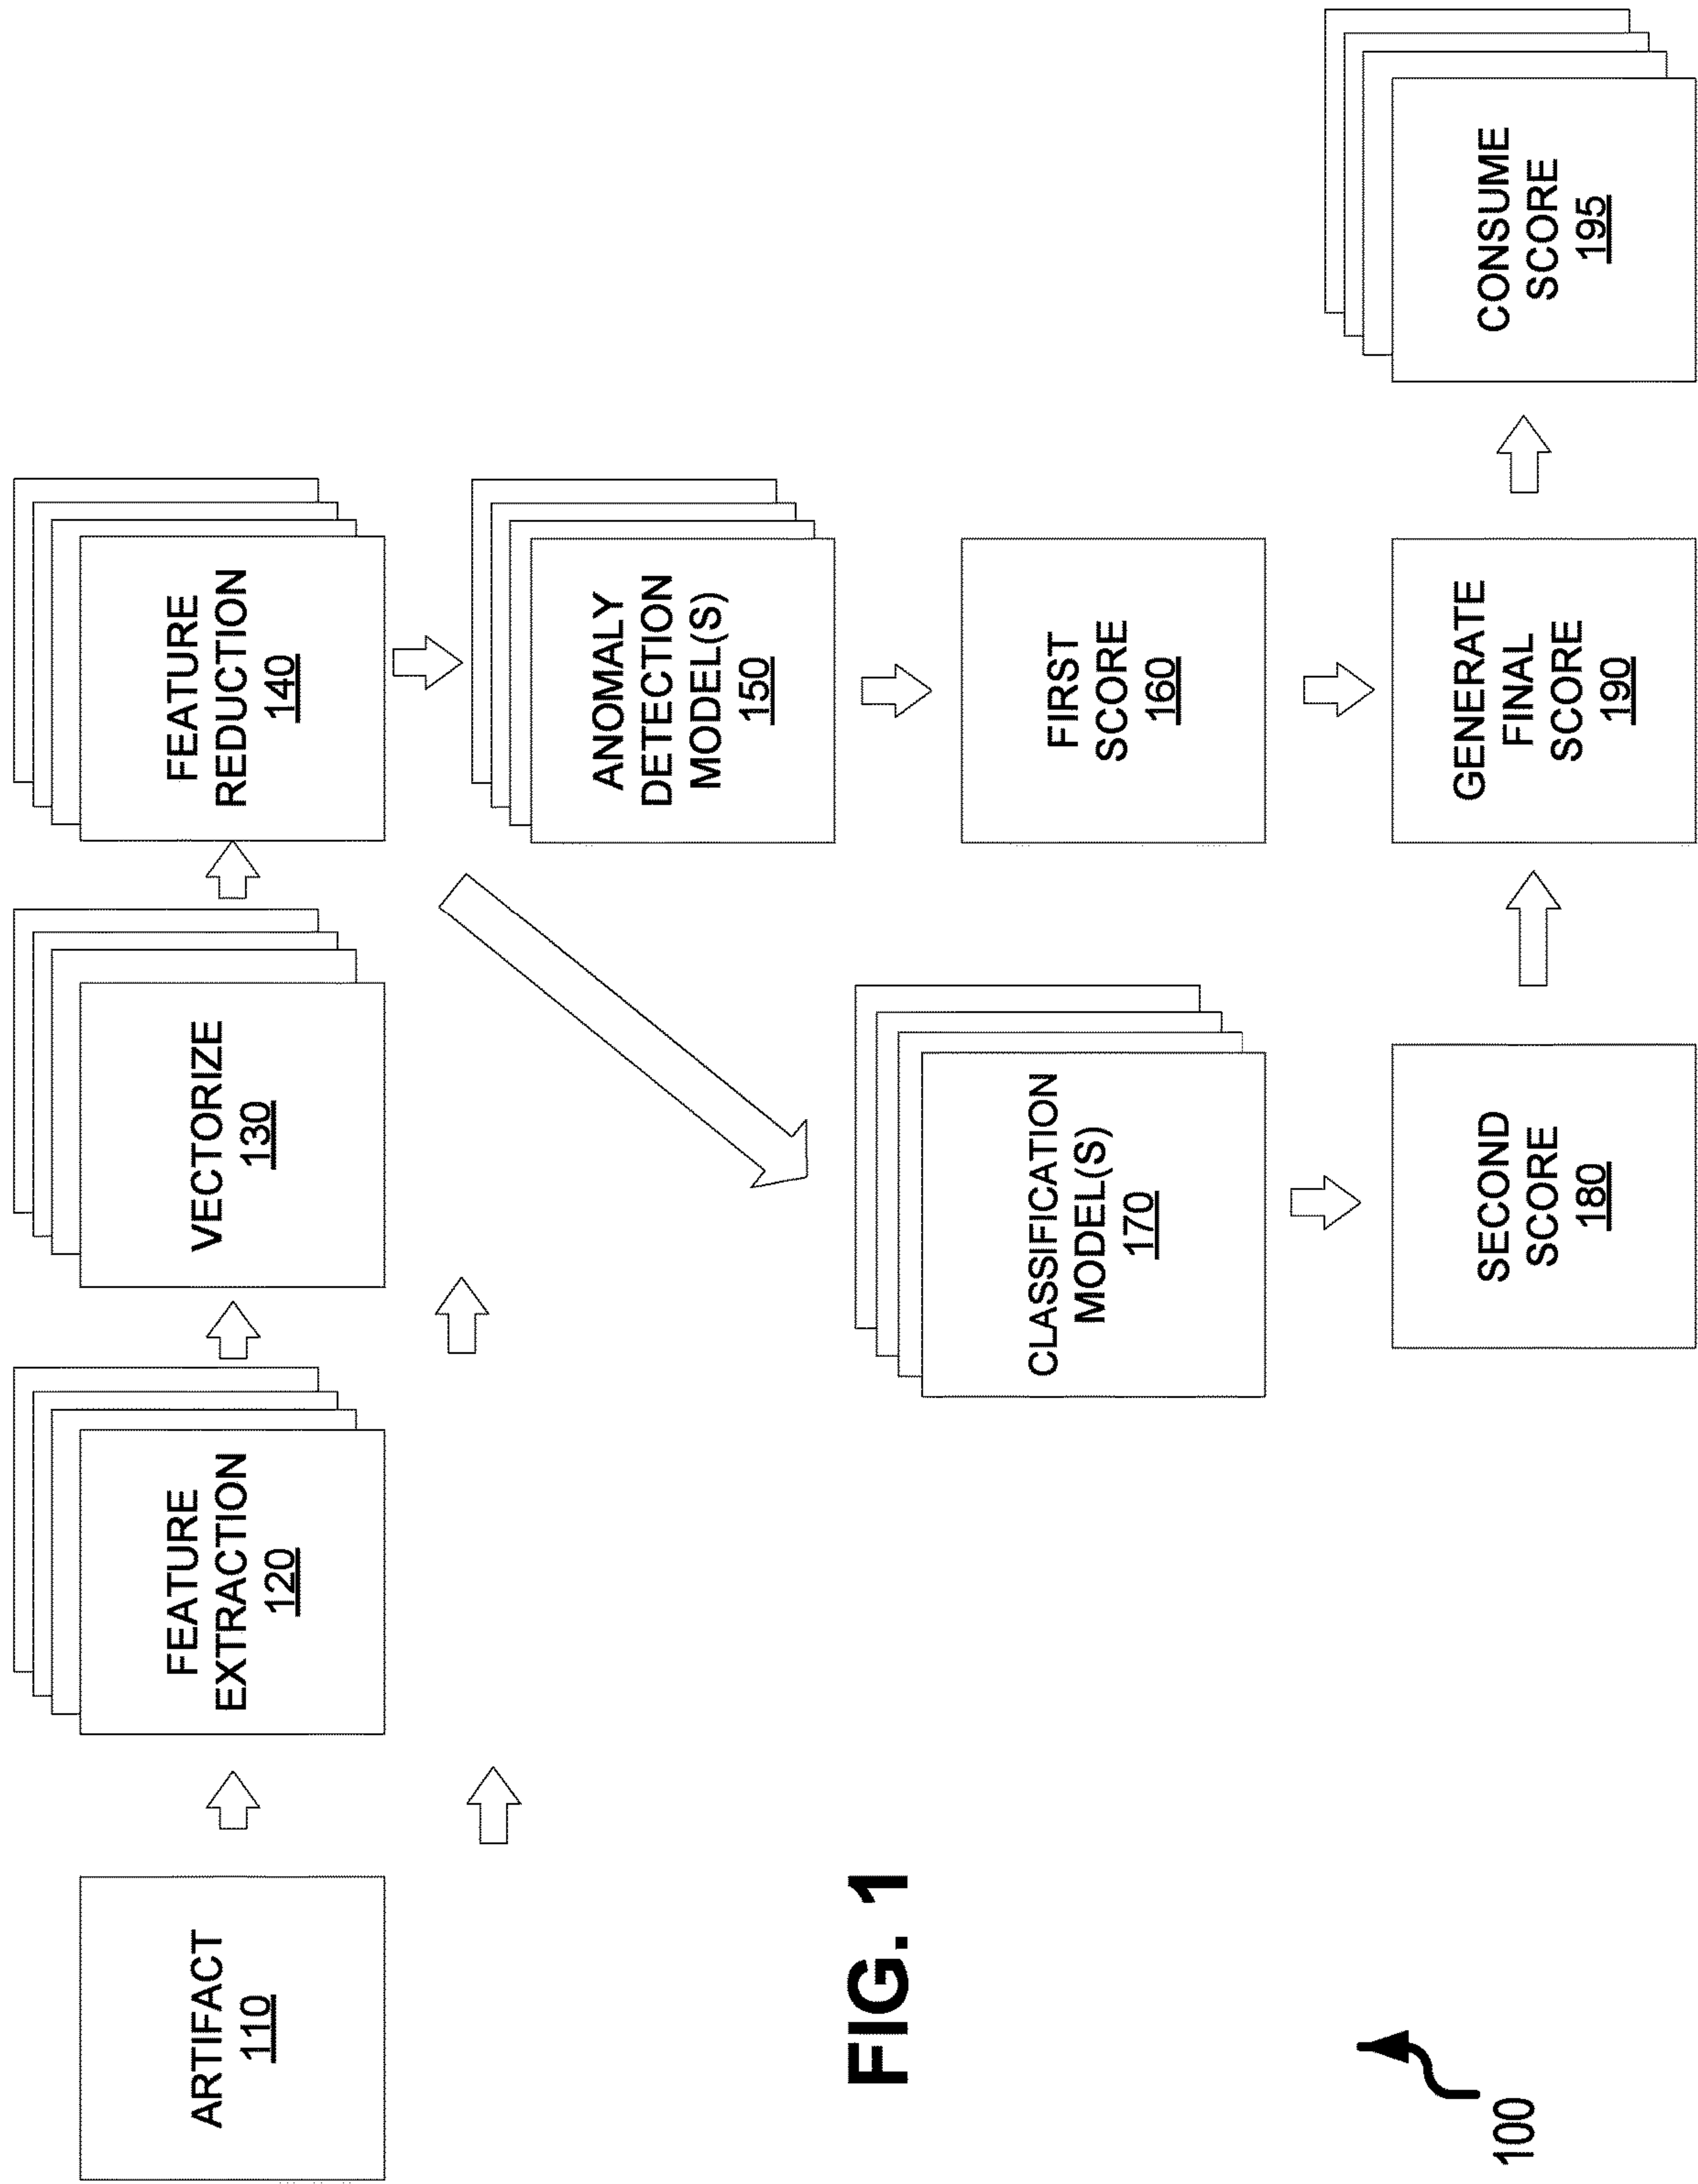 ARTIFACT
110
FEATURE
EXTRACTION
120
VECTORIZE
130
FEATURE
REDUCTION
140
ANOMALY
DETECTION
MODEL(S)
150
FIRST
SCORE
160
CLASSIFICATION
MODEL(S)
170
SECOND
SCORE
180
GENERATE
FINAL
SCORE
190
CONSUME
SCORE
195
FIG. 1
100